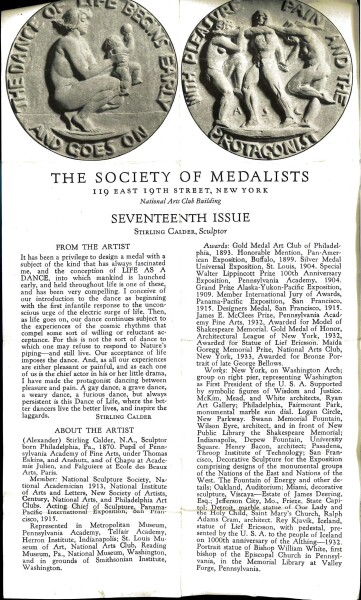 THE DANCE OF LIFE BEGINS EARLY
AND GOES ON
WITH PLEASURE PAIN AND THE
PROTAGONIST
THE SOCIETY OF MEDALISTS
119 EAST 19TH STREET, NEW YORK
National Arts Club Building
SEVENTEENTH ISSUE
STIRLING CALDER, Sculptor
FROM THE ARTIST
It has been a privilege to design a medal with a
subject of the kind that has always fascinated
me, and the conception of LIFE AS A
DANCE, into which mankind is launched
early, and held throughout life is one of these,
and has been very compelling. I conceive of
our introduction to the dance as beginning
with the first infantile response to the uncon-
scious urge of the electric surge of life. Then,
as life goes on, our dance continues subject to
the experiences of the cosmic rhythms that
compel some sort of willing or reluctant ac-
ceptance. For this is not the sort of dance to
which one may refuse to respond to Nature's
piping—and still live. Our acceptance of life
imposes the dance. And, as all our experiences
are either pleasant or painful, and as each one
of us is the chief actor in his or her little drama,
I have made the protagonist dancing between
pleasure and pain. A gay dance, a grave dance,
a weary dance, a furious dance, but always
persistent is this Dance of Life, where the bet-
ter dancers live the better lives, and inspire the
laggards.
STIRLING CALDER
ABOUT THE ARTIST
(Alexander) Stirling Calder, N.A., Sculptor
born Philadelphia, Pa., 1870. Pupil of Penn-
sylvania Academy of Fine Arts, under Thomas
Eakins, and Anshutz, and of Chapu at Acade-
mie Julien, and Falguiere at Ecole des Beaux
Arts, Paris.
Member: National Sculpture Society, Na-
tional Academician 1913, National Institute
of Arts and Letters, New Society of Artists,
Century, National Arts, and Philadelphia Art
Clubs. Acting Chief of Sculpture, Panama-
Pacific International Exposition, San Fran-
cisco, 1915.
Represented in Metropolitan Museum,
Pennsylvania Academy, Telfair Academy,
Herron Institute, Indianapolis; St. Louis Mu-
seum of Art, National Arts Club, Reading
Museum, Pa., National Museum, Washington,
and in grounds of Smithsonian Institute,
Washington.
Awards: Gold Medal Art Club of Philadel-
phia, 1893. Honorable Mention, Pan-Amer-
ican Exposition, Buffalo, 1899. Silver Medal
Universal Exposition, St. Louis, 1904. Special
Walter Lippincott Prize 100th Anniversary
Exposition, Pennsylvania Academy, 1904.
Grand Prize Alaska-Yukon-Pacific Exposition,
1909. Member International Jury of Awards,
Panama-Pacific Exposition, San Francisco,
1915. Designers Medal, San Francisco, 1915.
James E. McClees Prize, Pennsylvania Acad-
emy Fine Arts, 1932, Awarded for Medal of
Shakespeare Memorial. Gold Medal of Honor,
Architectural League of New York, 1932,
Awarded for Statue of Lief Ericsson. Maida
Gregg Memorial Prize, National Arts Club,
New York, 1933, Awarded for Bronze Por-
trait of late George Bellows.
Works: New York, on Washington Arch;
group on right pier, representing Washington
as First President of the U. S. A. Supported
by symbolic figures of Wisdom and Justice.
McKim, Mead, and White architects, Ryan
Art Gallery; Philadelphia, Fairmount Park,
monumental marble sun dial. Logan Circle,
New Parkway. Swann Memorial Fountain,
Wilson Eyre, architect, and in front of New
Public Library the Shakespeare Memorial;
Indianapolis, Depew Fountain, University
Square. Henry Bacon, architect; Pasadena,
Throop Institute of Technology; San Fran-
cisco, Decorative Sculpture for the Exposition
comprising designs of the monumental groups
of the Nations of the East and Nations of the
West. The Fountain of Energy and other de-
tails; Oakland, Auditorium; Miami, decorative
sculpture, Viscaya—Estate of James Deering,
Esq.; Jefferson City, Mo., Frieze, State Capi-
tol; Detroit, marble statue of One Lady and
the Holy Child, Saint Mary's Church, Ralph
Adams Cram, architect, Rey Kjavik, Iceland,
statue of Lief Ericsson, with pedestal, pre-
sented by the U. S. A. to the people of Iceland
on 1000th anniversary of the Althing—1932.
Portrait statue of Bishop William White, first
bishop of the Episcopal Church in Pennsyl-
vania, in the Memorial Library at Valley
Forge, Pennsylvania.